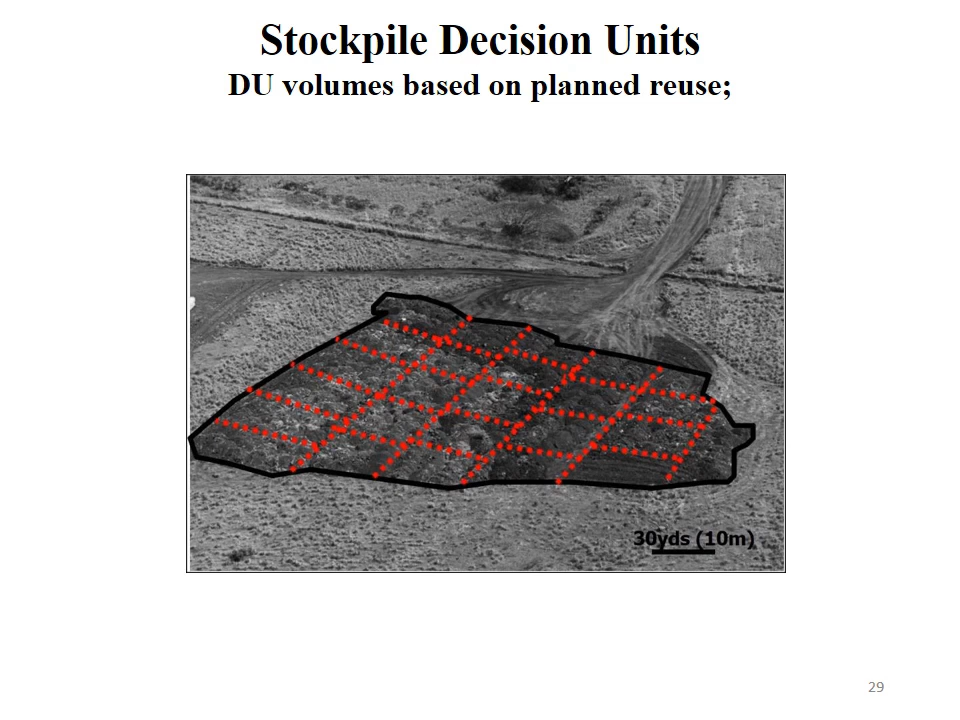 Stockpile Decision Units
DU volumes based on planned reuse;
30yds (10m)
29